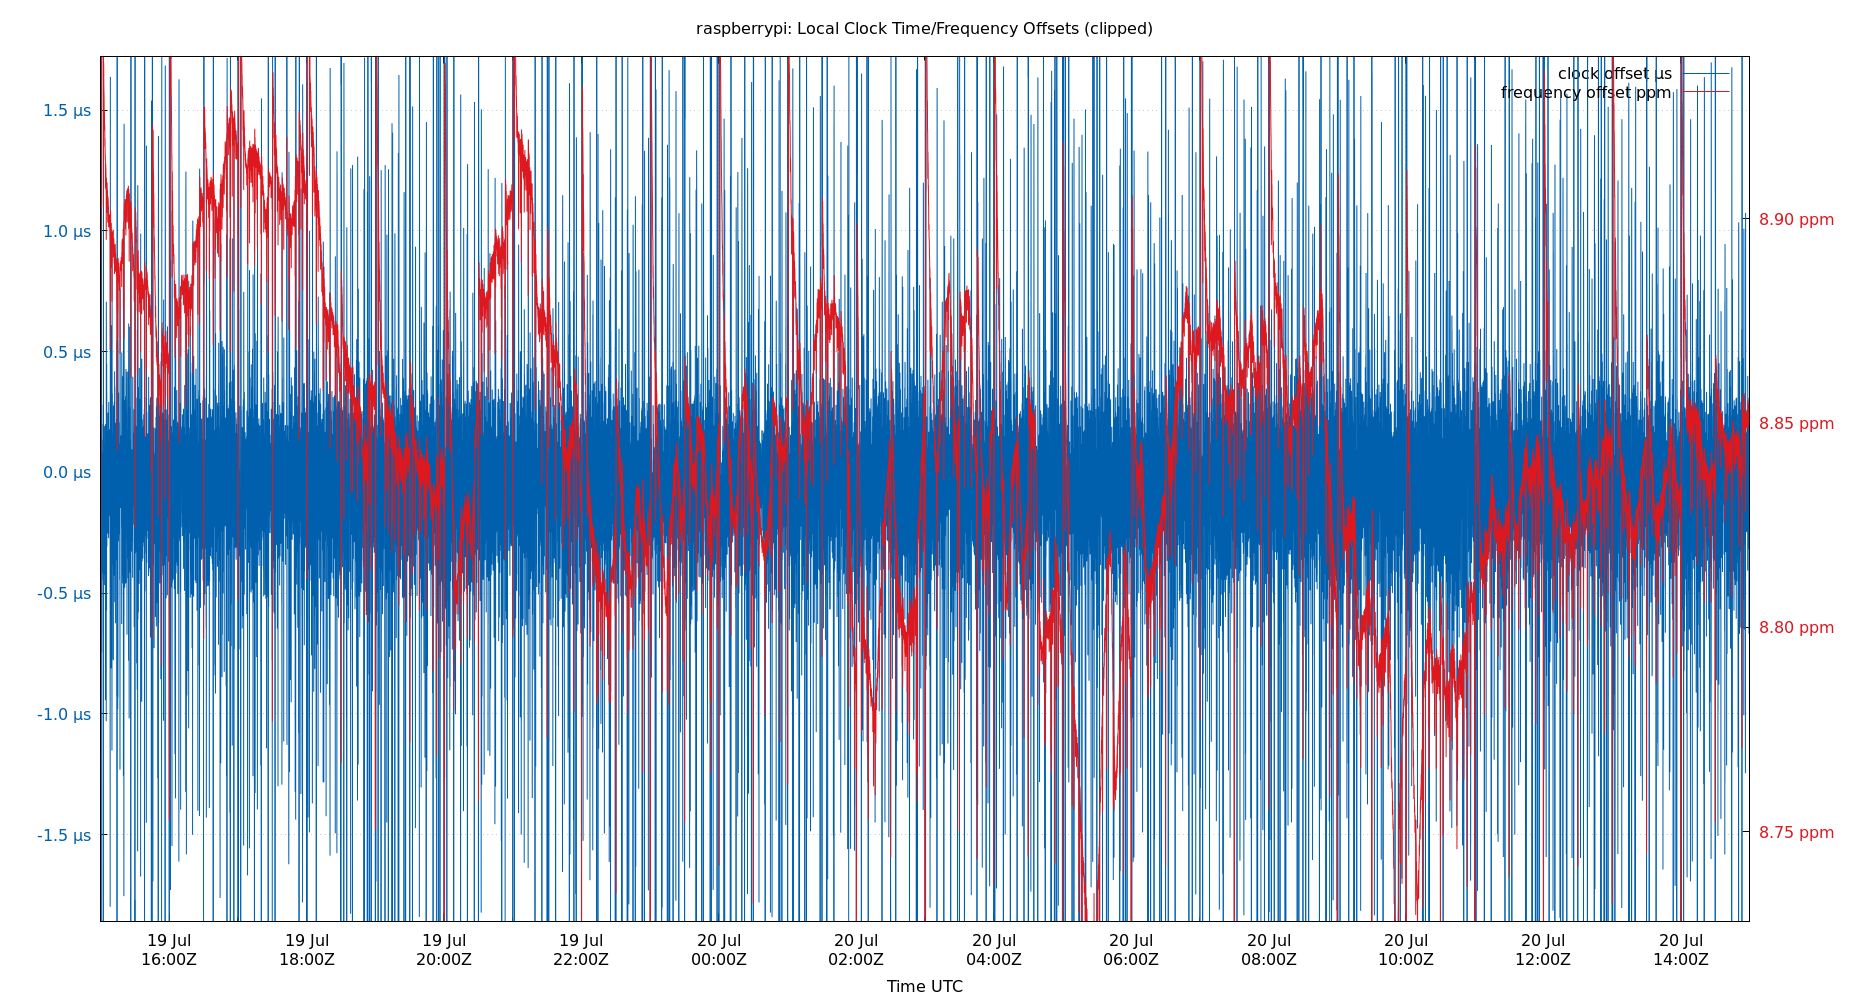 raspberrypi: Local Clock Time/Frequency Offsets (clipped)
clock offset µs
frequency offset ppm
1.5 µs
1.0 µs
0.5 µs
0.0 µs
-0.5 µs
-1.0 µs
-1.5 µs
8.90 ppm
8.85 ppm
8.80 ppm
8.75 ppm
19 Jul 19 Jul 19 Jul 19 Jul 20 Jul 20 Jul 20 Jul 20 Jul 20 Jul 20 Jul 20 Jul 20 Jul
16:00Z 18:00Z 20:00Z 22:00Z 00:00Z 02:00Z 04:00Z 06:00Z 08:00Z 10:00Z 12:00Z 14:00Z
Time UTC